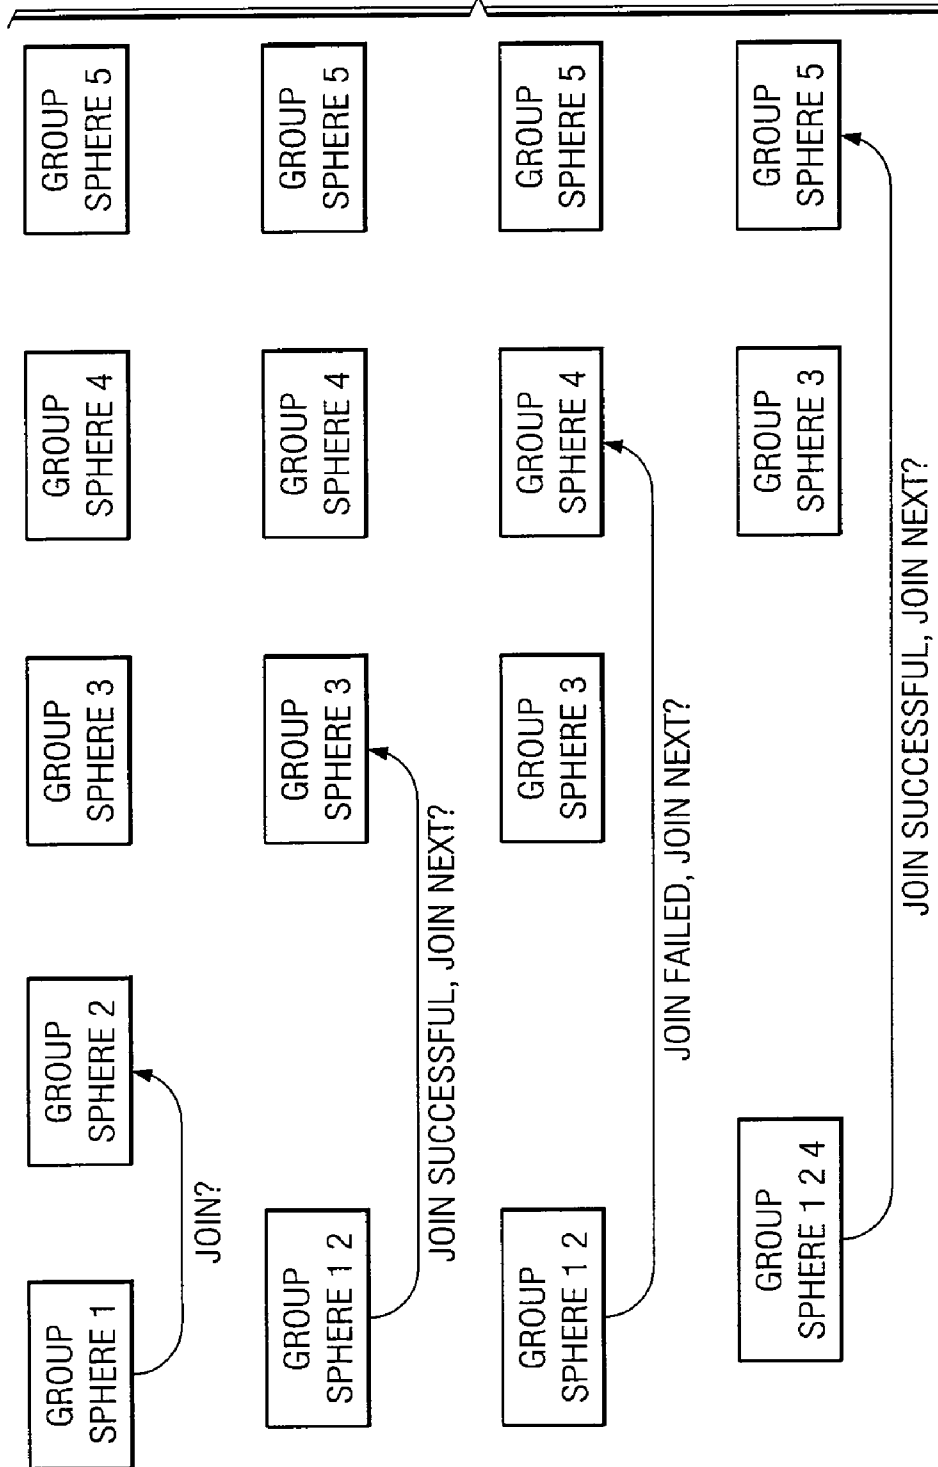 GROUP
SPHERE 1
GROUP
SPHERE 2
GROUP
SPHERE 3
GROUP
SPHERE 4
GROUP
SPHERE 5
JOIN?
GROUP
SPHERE 1 2
GROUP
SPHERE 3
GROUP
SPHERE 4
GROUP
SPHERE 5
JOIN SUCCESSFUL, JOIN NEXT?
GROUP
SPHERE 1 2
GROUP
SPHERE 3
GROUP
SPHERE 4
GROUP
SPHERE 5
JOIN FAILED, JOIN NEXT?
GROUP
SPHERE 1 2 4
GROUP
SPHERE 3
GROUP
SPHERE 5
JOIN SUCCESSFUL, JOIN NEXT?